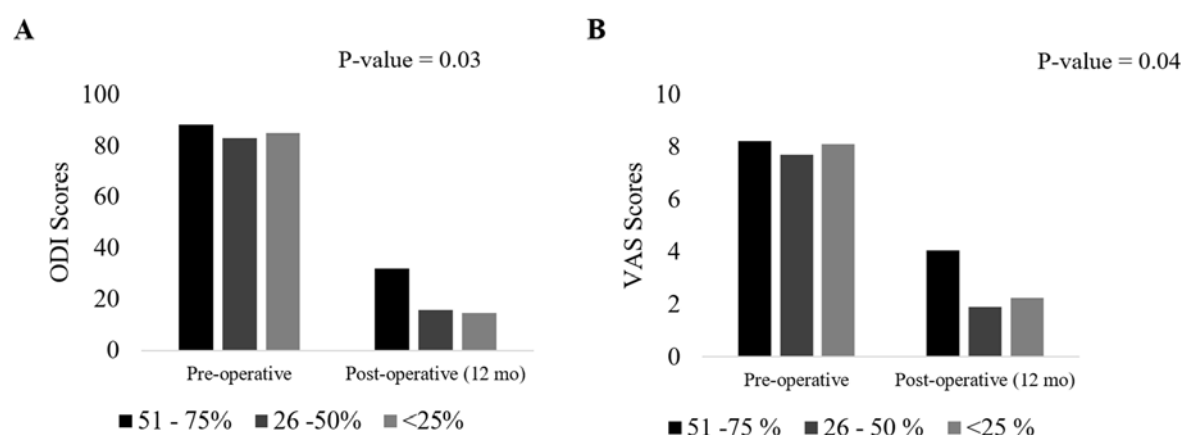 A
P-value = 0.03
100
80
60
40
20
0
ODI Scores
Pre-operative
Post-operative (12 mo)
51 - 75%
26 -50%
<25%
B
P-value = 0.04
10
8
6
4
2
0
VAS Scores
Pre-operative
Post-operative (12 mo)
51 -75 %
26 - 50 %
<25 %